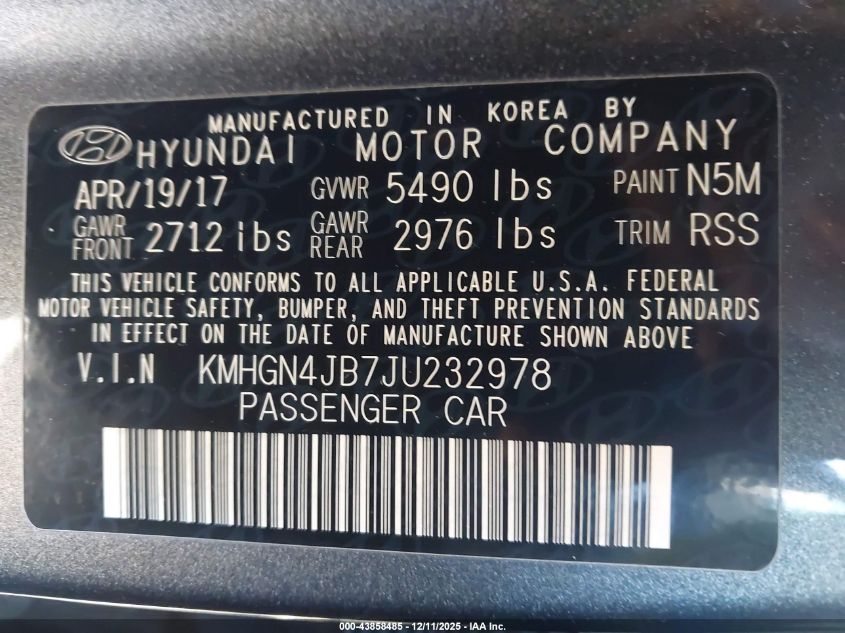 MANUFACTURED IN KOREA BY
HYUNDAI MOTOR COMPANY
APR/19/17 GVWR 5490 lbs PAINT N5M
GAWR FRONT 2712 lbs GAWR REAR 2976 lbs TRIM RSS
THIS VEHICLE CONFORMS TO ALL APPLICABLE U.S.A. FEDERAL
MOTOR VEHICLE SAFETY, BUMPER, AND THEFT PREVENTION STANDARDS
IN EFFECT ON THE DATE OF MANUFACTURE SHOWN ABOVE
V.I.N KMHGN4JB7JU232978
PASSENGER CAR
000-43858485 - 12/11/2025 - IAA Inc.